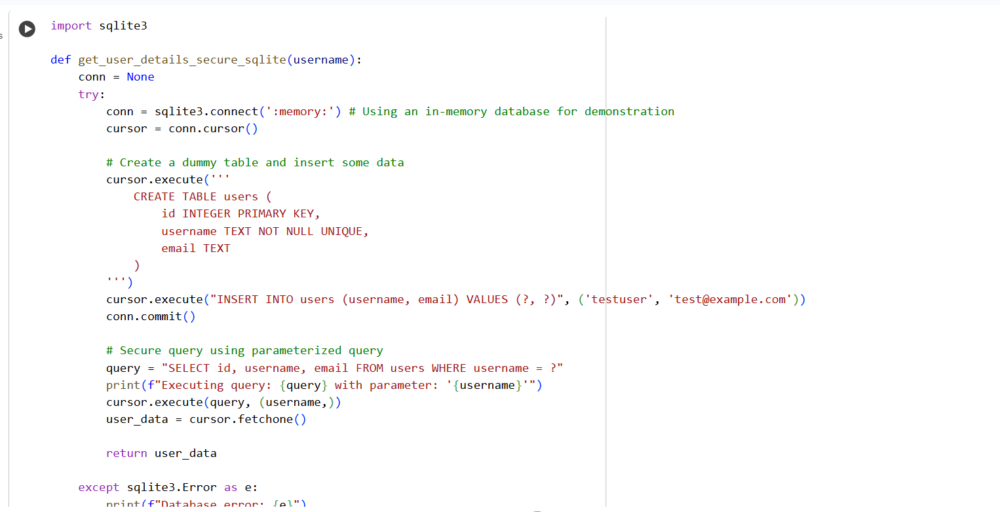 import sqlite3
def get_user_details_secure_sqlite(username):
conn = None
try:
conn = sqlite3.connect(':memory:') # Using an in-memory database for demonstration
cursor = conn.cursor()
# Create a dummy table and insert some data
cursor.execute('''
CREATE TABLE users (
id INTEGER PRIMARY KEY,
username TEXT NOT NULL UNIQUE,
email TEXT
)
''')
cursor.execute("INSERT INTO users (username, email) VALUES (?, ?)", ('testuser', 'test@example.com'))
conn.commit()
# Secure query using parameterized query
query = "SELECT id, username, email FROM users WHERE username = ?"
print(f"Executing query: {query} with parameter: '{username}'")
cursor.execute(query, (username,))
user_data = cursor.fetchone()
return user_data
except sqlite3.Error as e:
print(f"Database error: {e}")